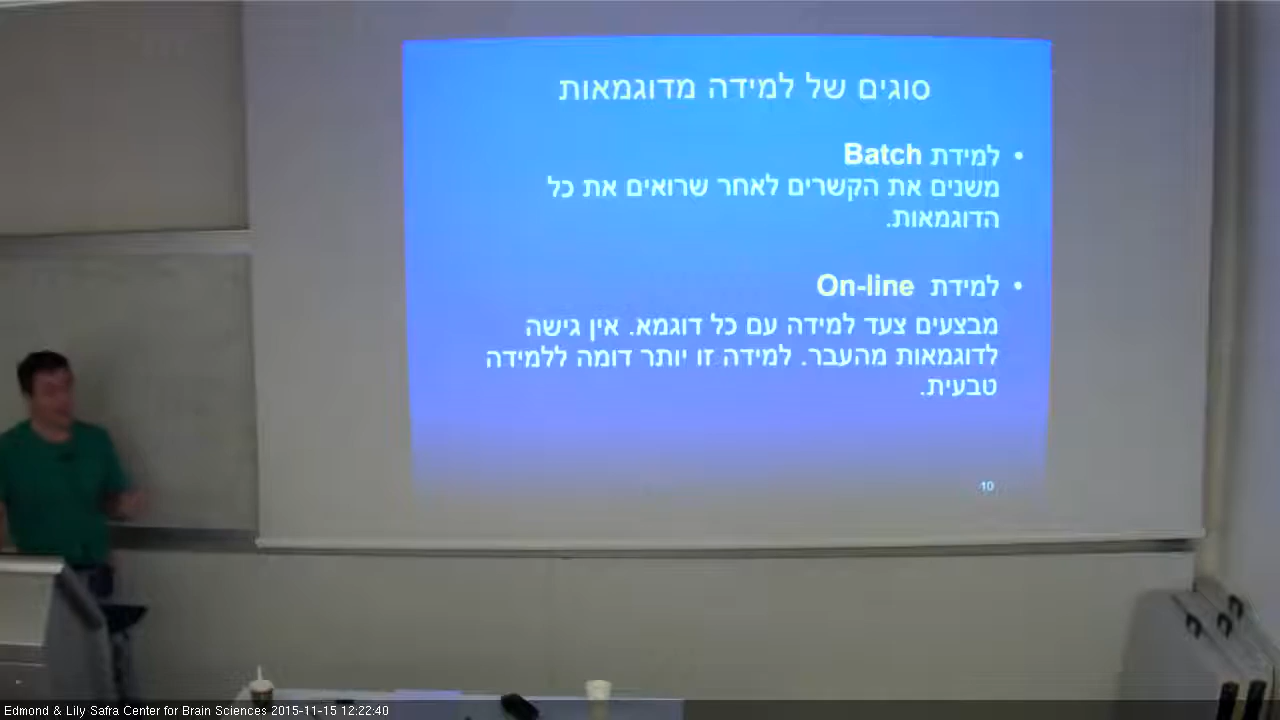 סוגים של למידה מדוגמאות
• למידת Batch
משנים את הקשרים לאחר שרואים את כל
הדוגמאות.
• למידת On-line
מבצעים צעד למידה עם כל דוגמא. אין גישה
לדוגמאות מהעבר. למידה זו יותר דומה ללמידה
טבעית.
10
Edmond & Lily Safra Center for Brain Sciences 2015-11-15 12:22:40